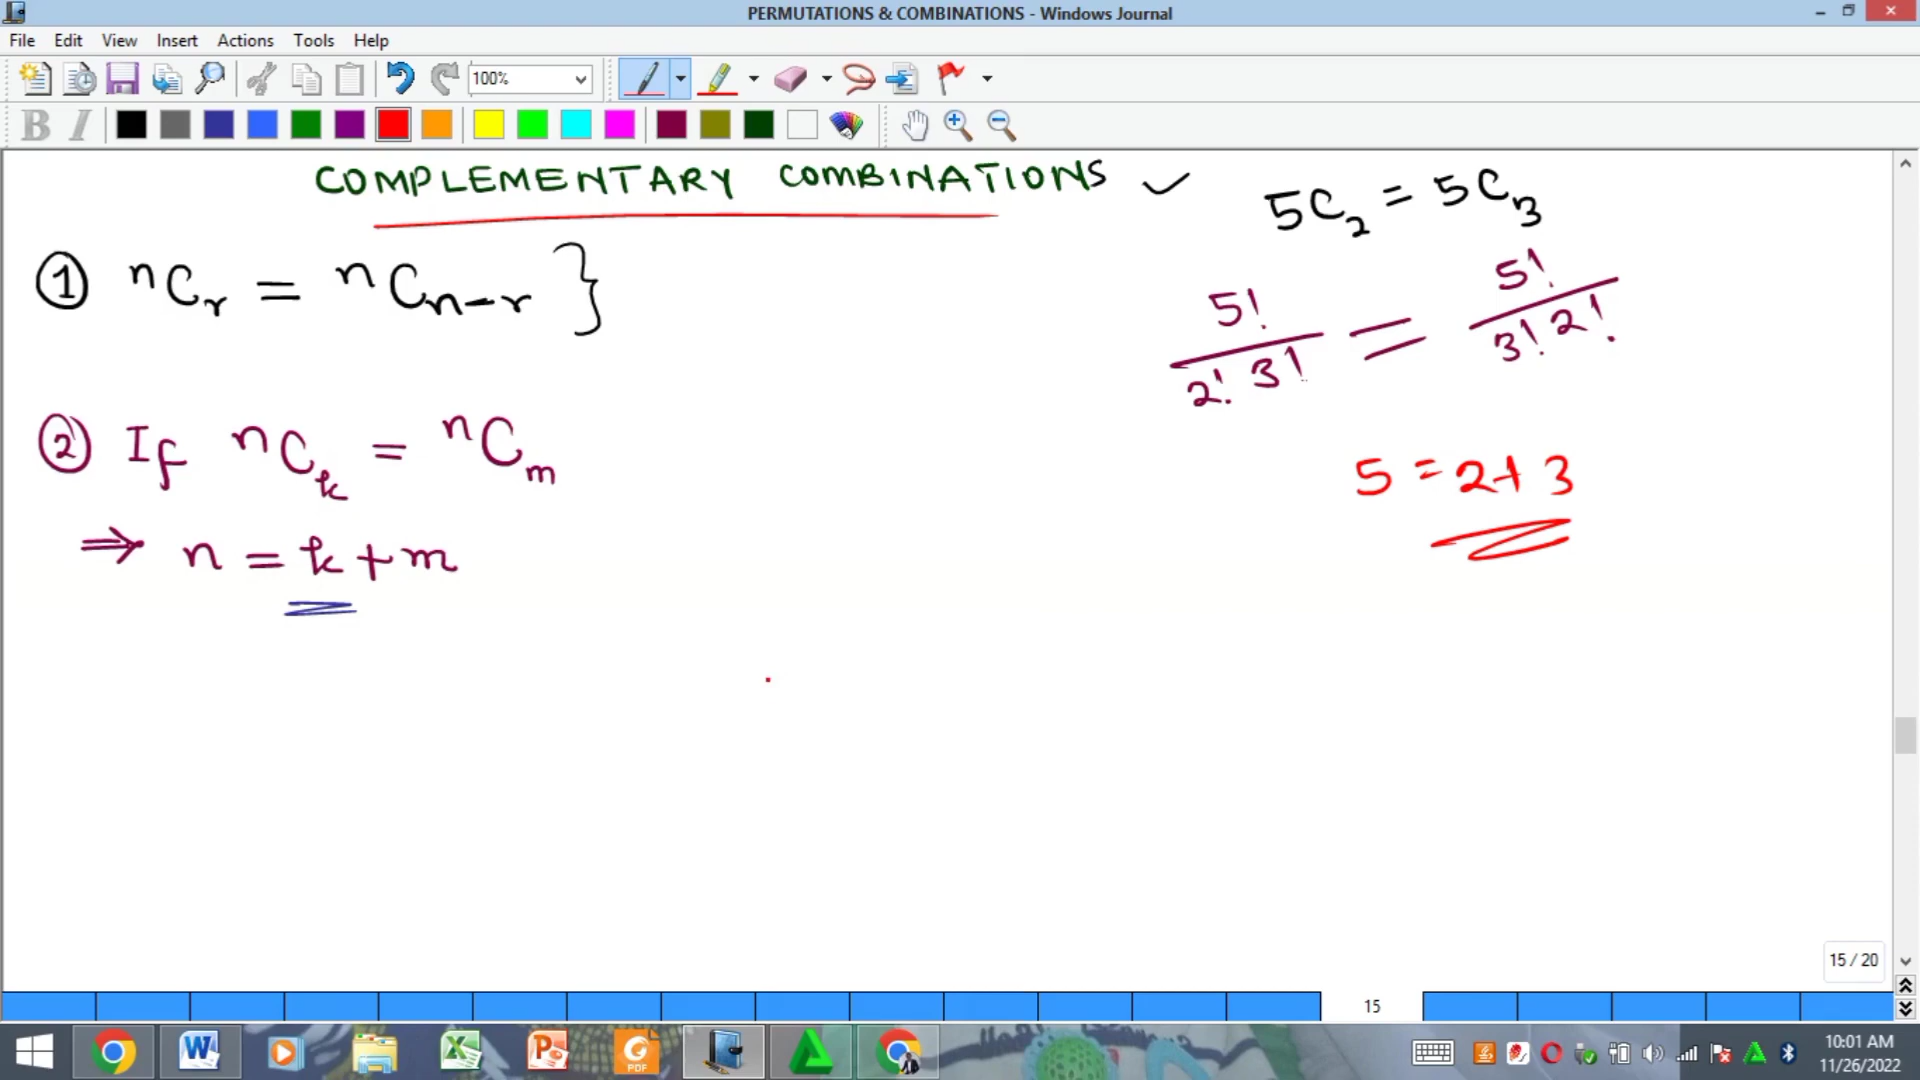 PERMUTATIONS & COMBINATIONS - Windows Journal
File Edit View Insert Actions Tools Help
100%
B I
COMPLEMENTARY COMBINATIONS ✓
5C₂ = 5C₃
① ⁿCᵣ = ⁿCₙ₋ᵣ }
5!/2! 3! = 5!/3! 2!
② If ⁿCₖ = ⁿCₘ
5 = 2+3
⇒ n = k+m
15 / 20
15
PDF
10:01 AM
11/26/2022